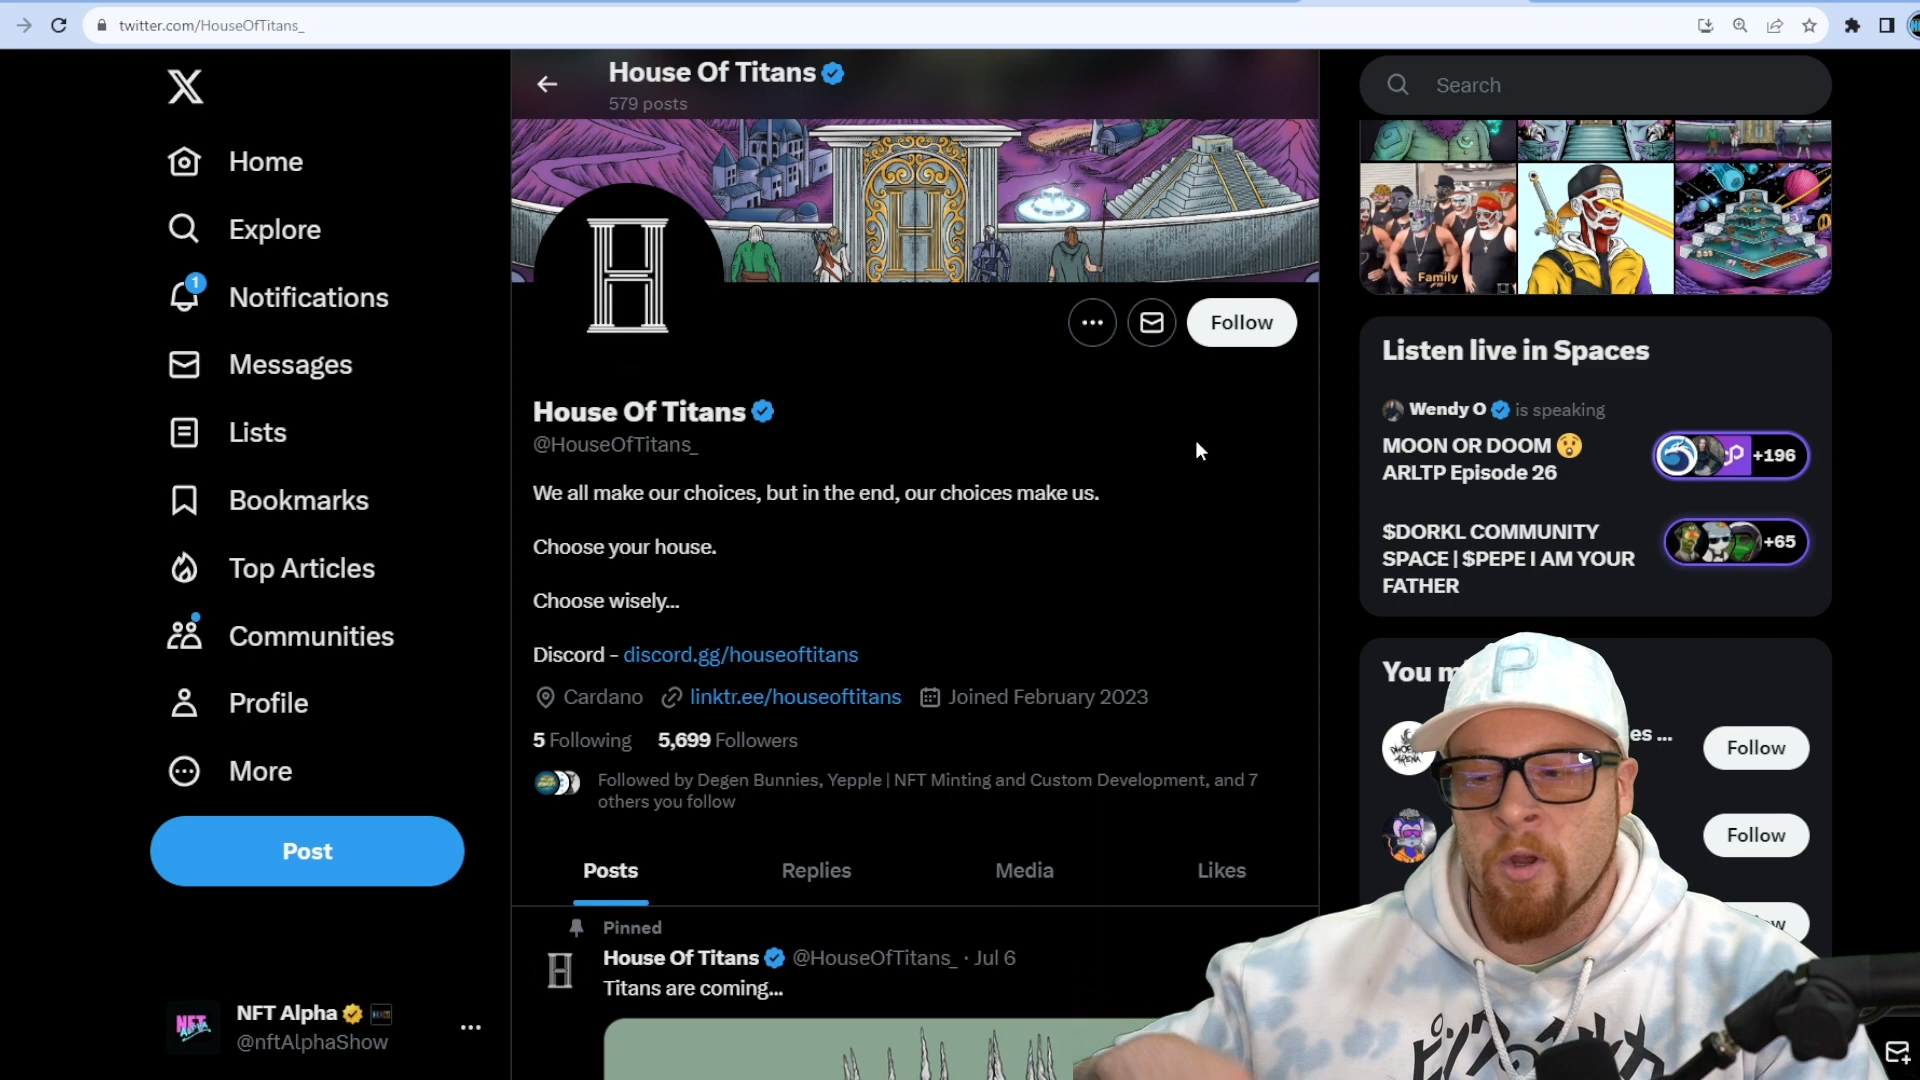 twitter.com/HouseOfTitans_
X
Home
Explore
1
Notifications
Messages
Lists
Bookmarks
Top Articles
Communities
Profile
More
Post
NFT Alpha
@nftAlphaShow
House Of Titans
579 posts
H
H
Follow
House Of Titans
@HouseOfTitans_
We all make our choices, but in the end, our choices make us.
Choose your house.
Choose wisely...
Discord - discord.gg/houseoftitans
Cardano linktr.ee/houseoftitans Joined February 2023
5 Following 5,699 Followers
Followed by Degen Bunnies, Yepple | NFT Minting and Custom Development, and 7
others you follow
Posts Replies Media Likes
Pinned
H
House Of Titans @HouseOfTitans_ · Jul 6
Titans are coming...
Search
Family
Listen live in Spaces
Wendy O is speaking
MOON OR DOOM 😲
ARLTP Episode 26
+196
$DORKL COMMUNITY
SPACE | $PEPE I AM YOUR
FATHER
+65
You m
es ...
Follow
Follow
P